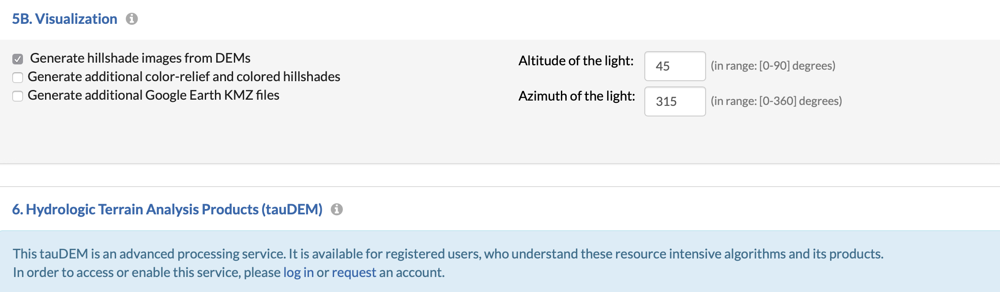 5B. Visualization
Generate hillshade images from DEMs
Generate additional color-relief and colored hillshades
Generate additional Google Earth KMZ files
Altitude of the light: 45 (in range: [0-90] degrees)
Azimuth of the light: 315 (in range: [0-360] degrees)
6. Hydrologic Terrain Analysis Products (tauDEM)
This tauDEM is an advanced processing service. It is available for registered users, who understand these resource intensive algorithms and its products.
In order to access or enable this service, please log in or request an account.